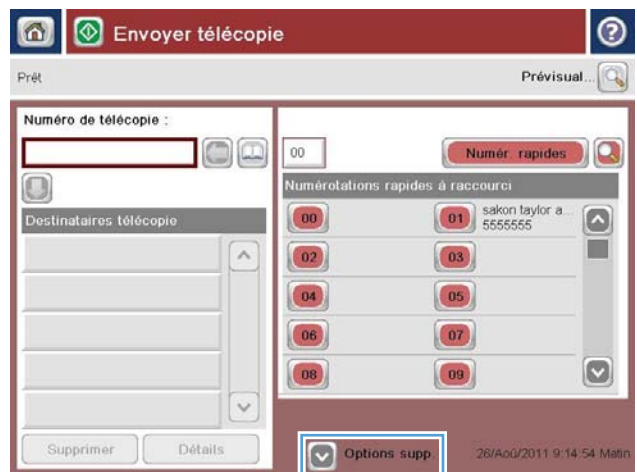 Envoyer télécopie
Prêt
Prévisual...
Numéro de télécopie :
00
Numér. rapides
Numérotations rapides à raccourci
Destinataires télécopie
00
01 sakon taylor a...
5555555
02 03
04 05
06 07
08 09
Supprimer Détails
Options supp.
26/Aoû/2011 9:14:54 Matin